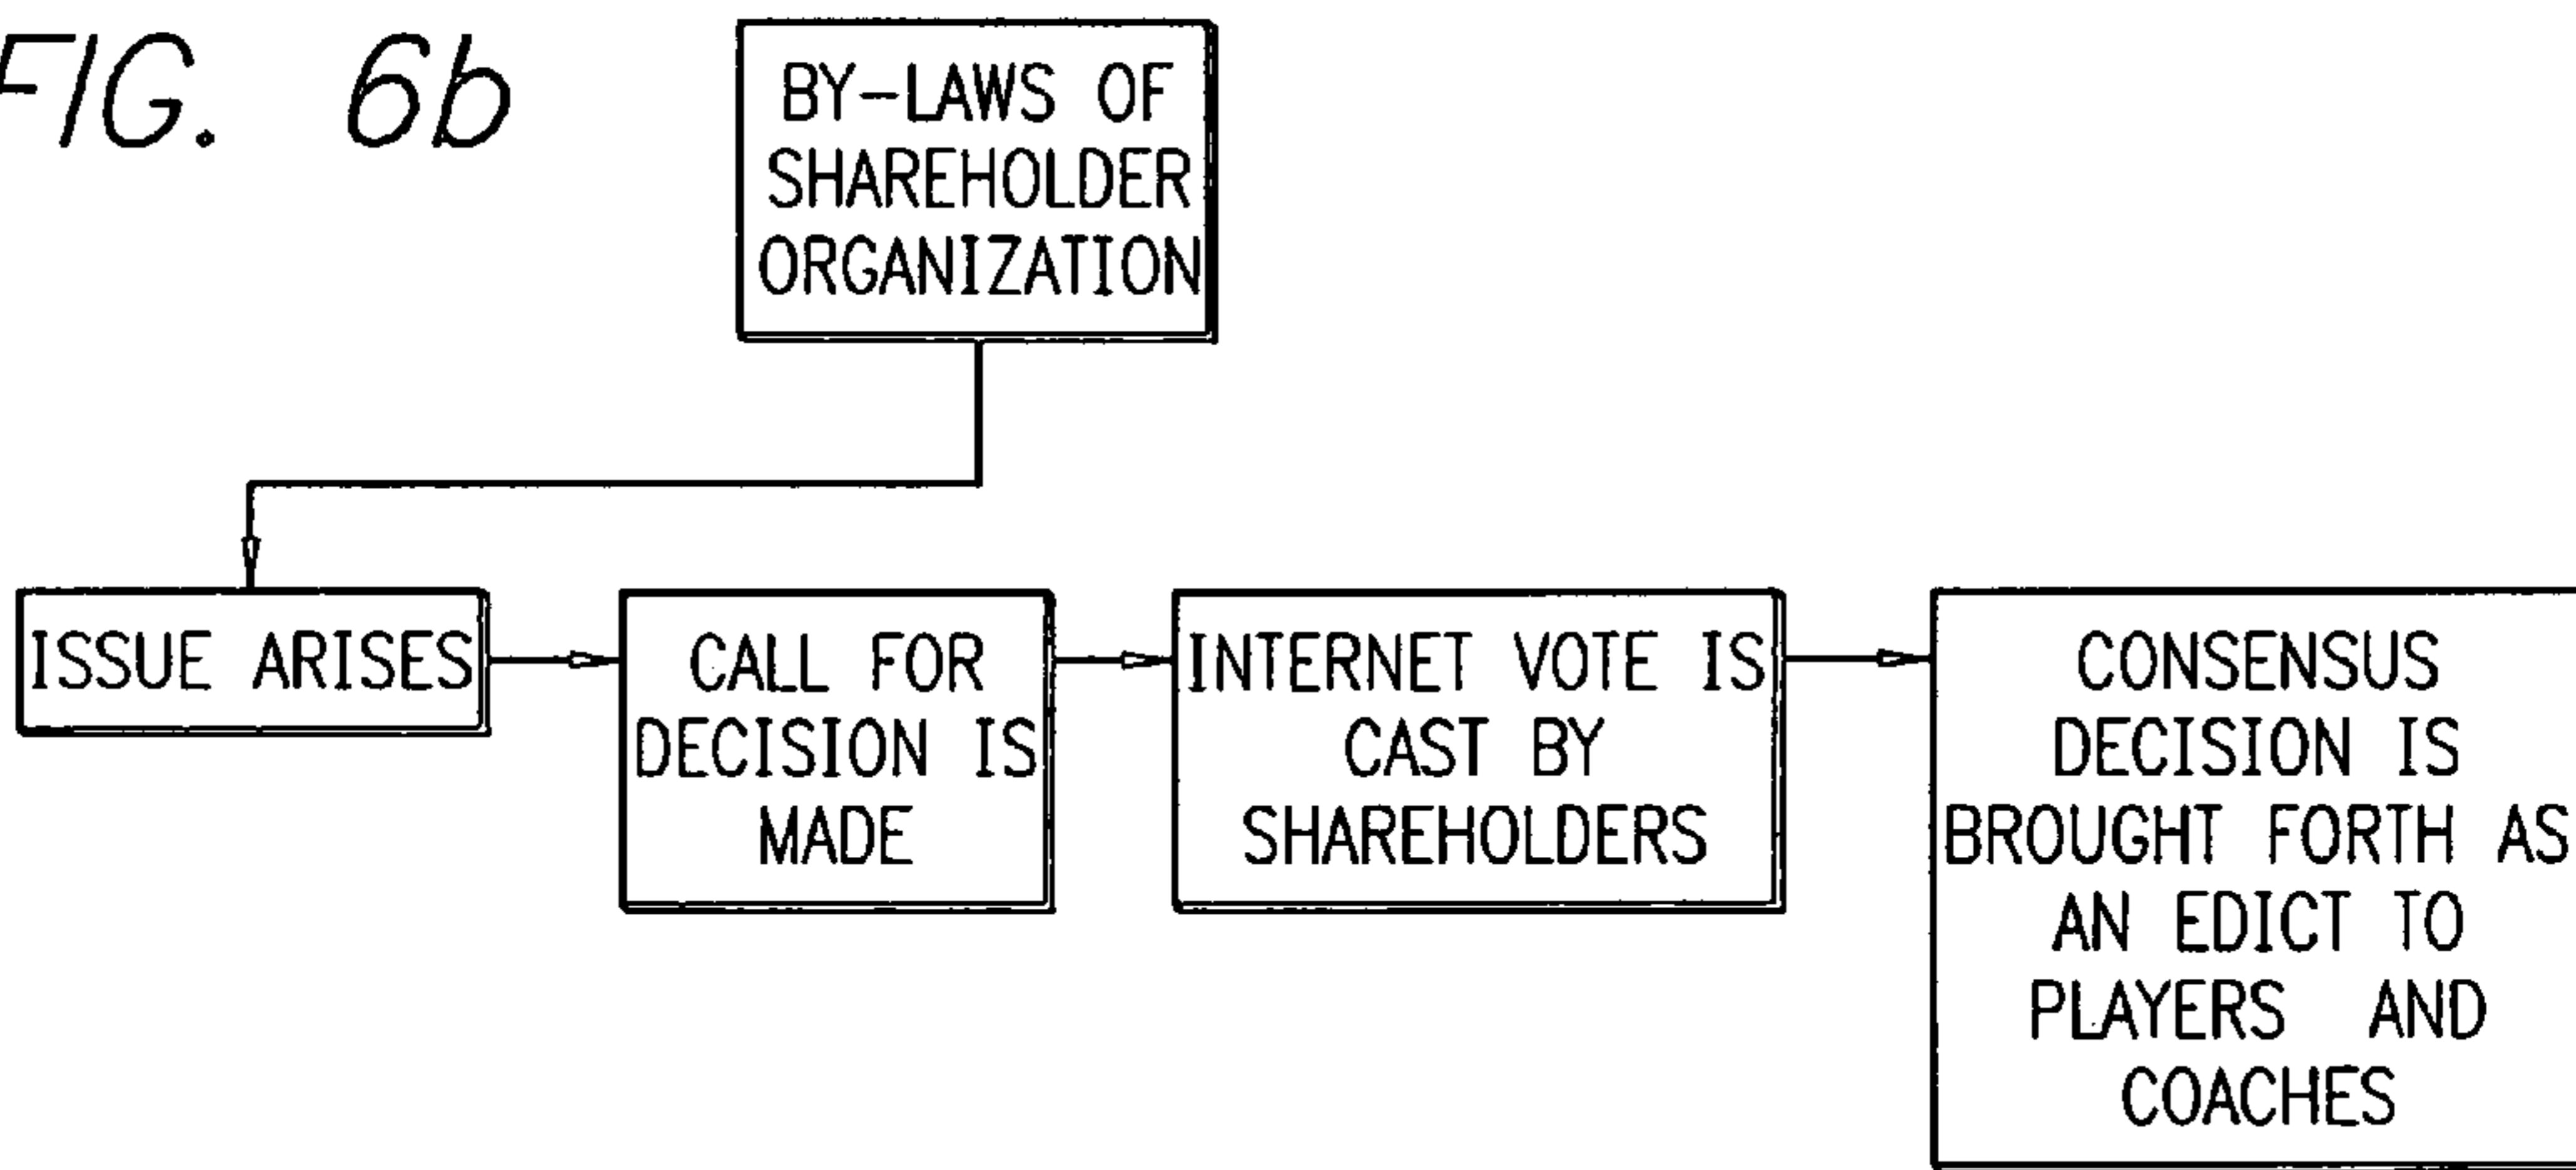 FIG. 6b
BY-LAWS OF
SHAREHOLDER
ORGANIZATION
ISSUE ARISES
CALL FOR
DECISION IS
MADE
INTERNET VOTE IS
CAST BY
SHAREHOLDERS
CONSENSUS
DECISION IS
BROUGHT FORTH AS
AN EDICT TO
PLAYERS AND
COACHES